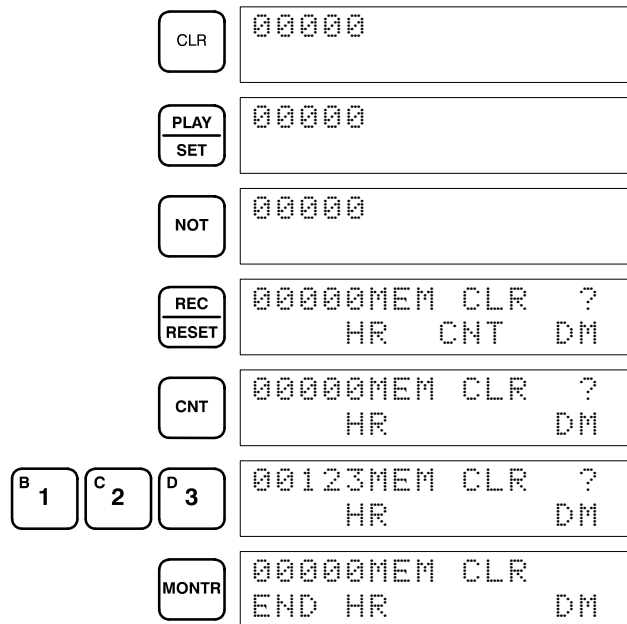 CLR
00000
PLAY
SET
00000
NOT
00000
REC
RESET
00000MEM CLR ?
HR CNT DM
CNT
00000MEM CLR ?
HR DM
B 1 C 2 D 3
00123MEM CLR ?
HR DM
MONTR
00000MEM CLR
END HR DM